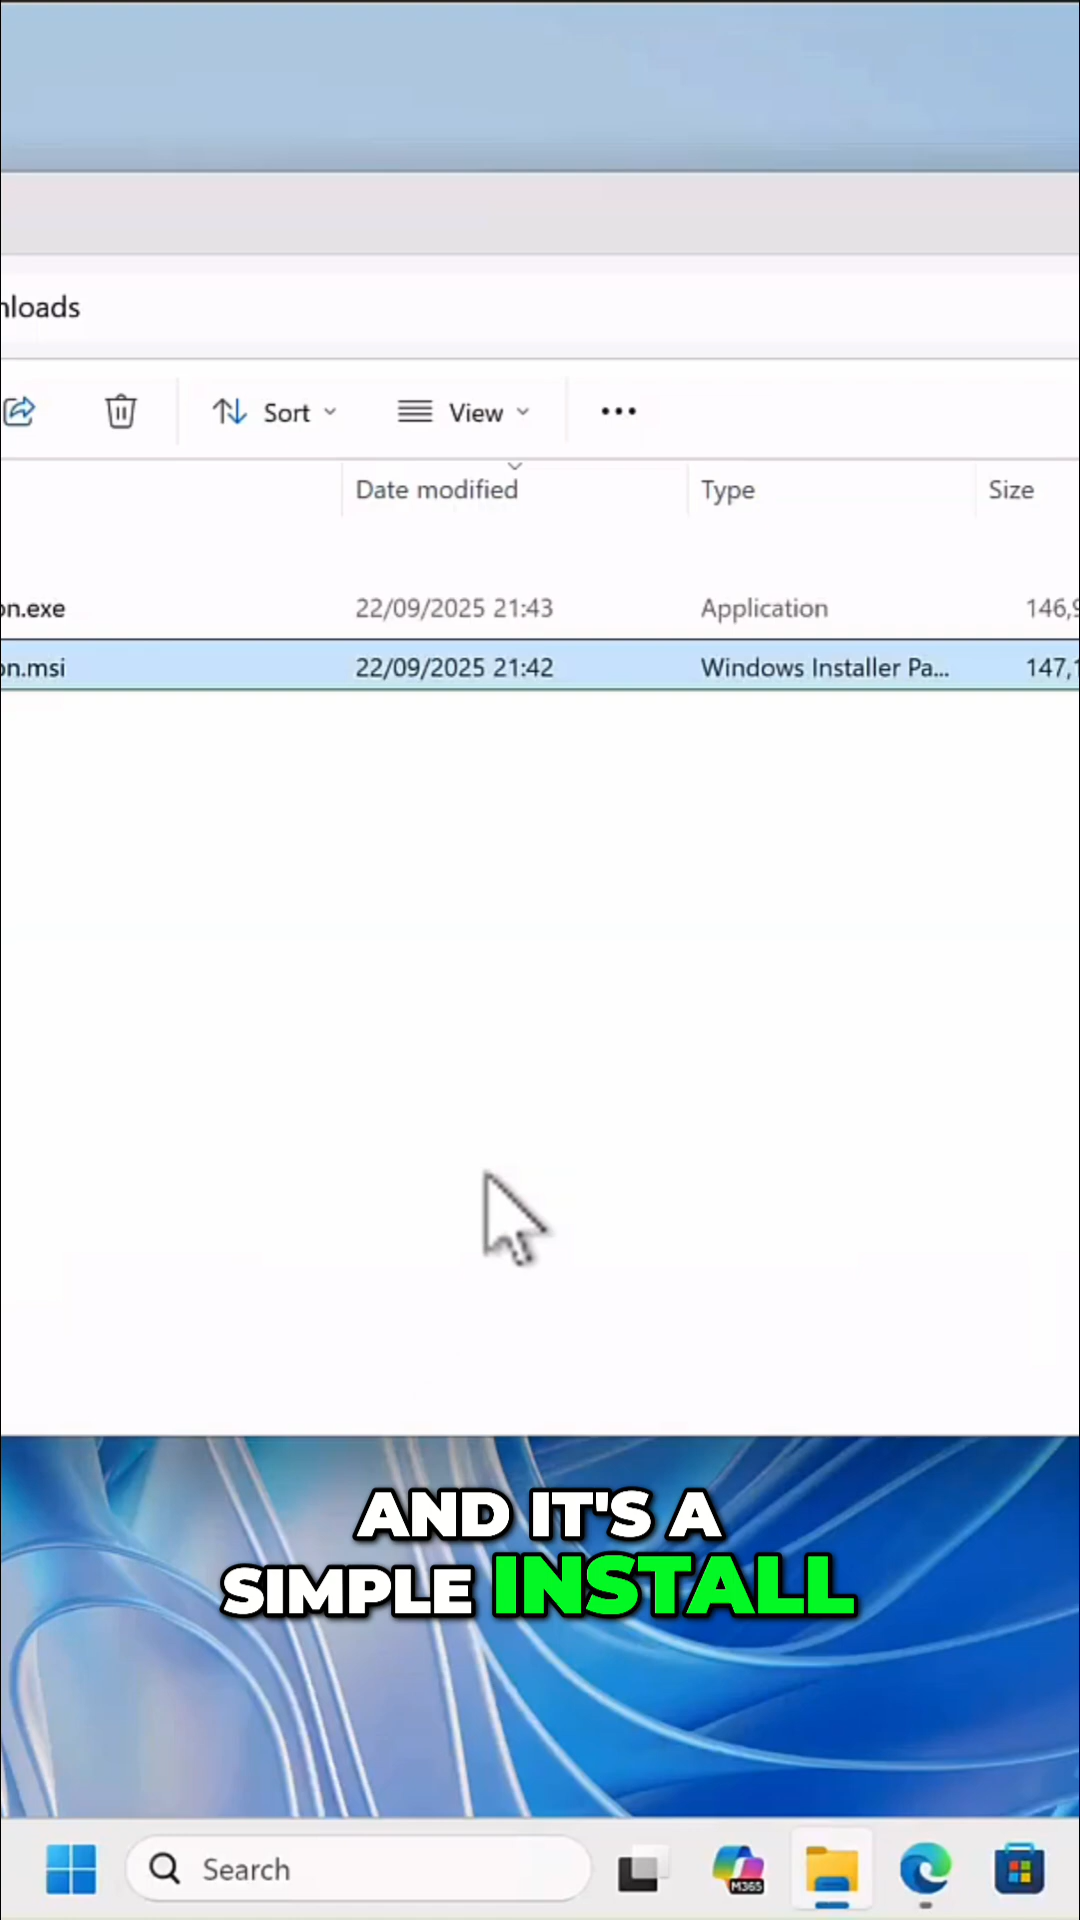 nloads
Sort
View
Date modified
Type
Size
on.exe
22/09/2025 21:43
Application
146,9
on.msi
22/09/2025 21:42
Windows Installer Pa...
147,1
AND IT'S A
SIMPLE INSTALL
Search
M365